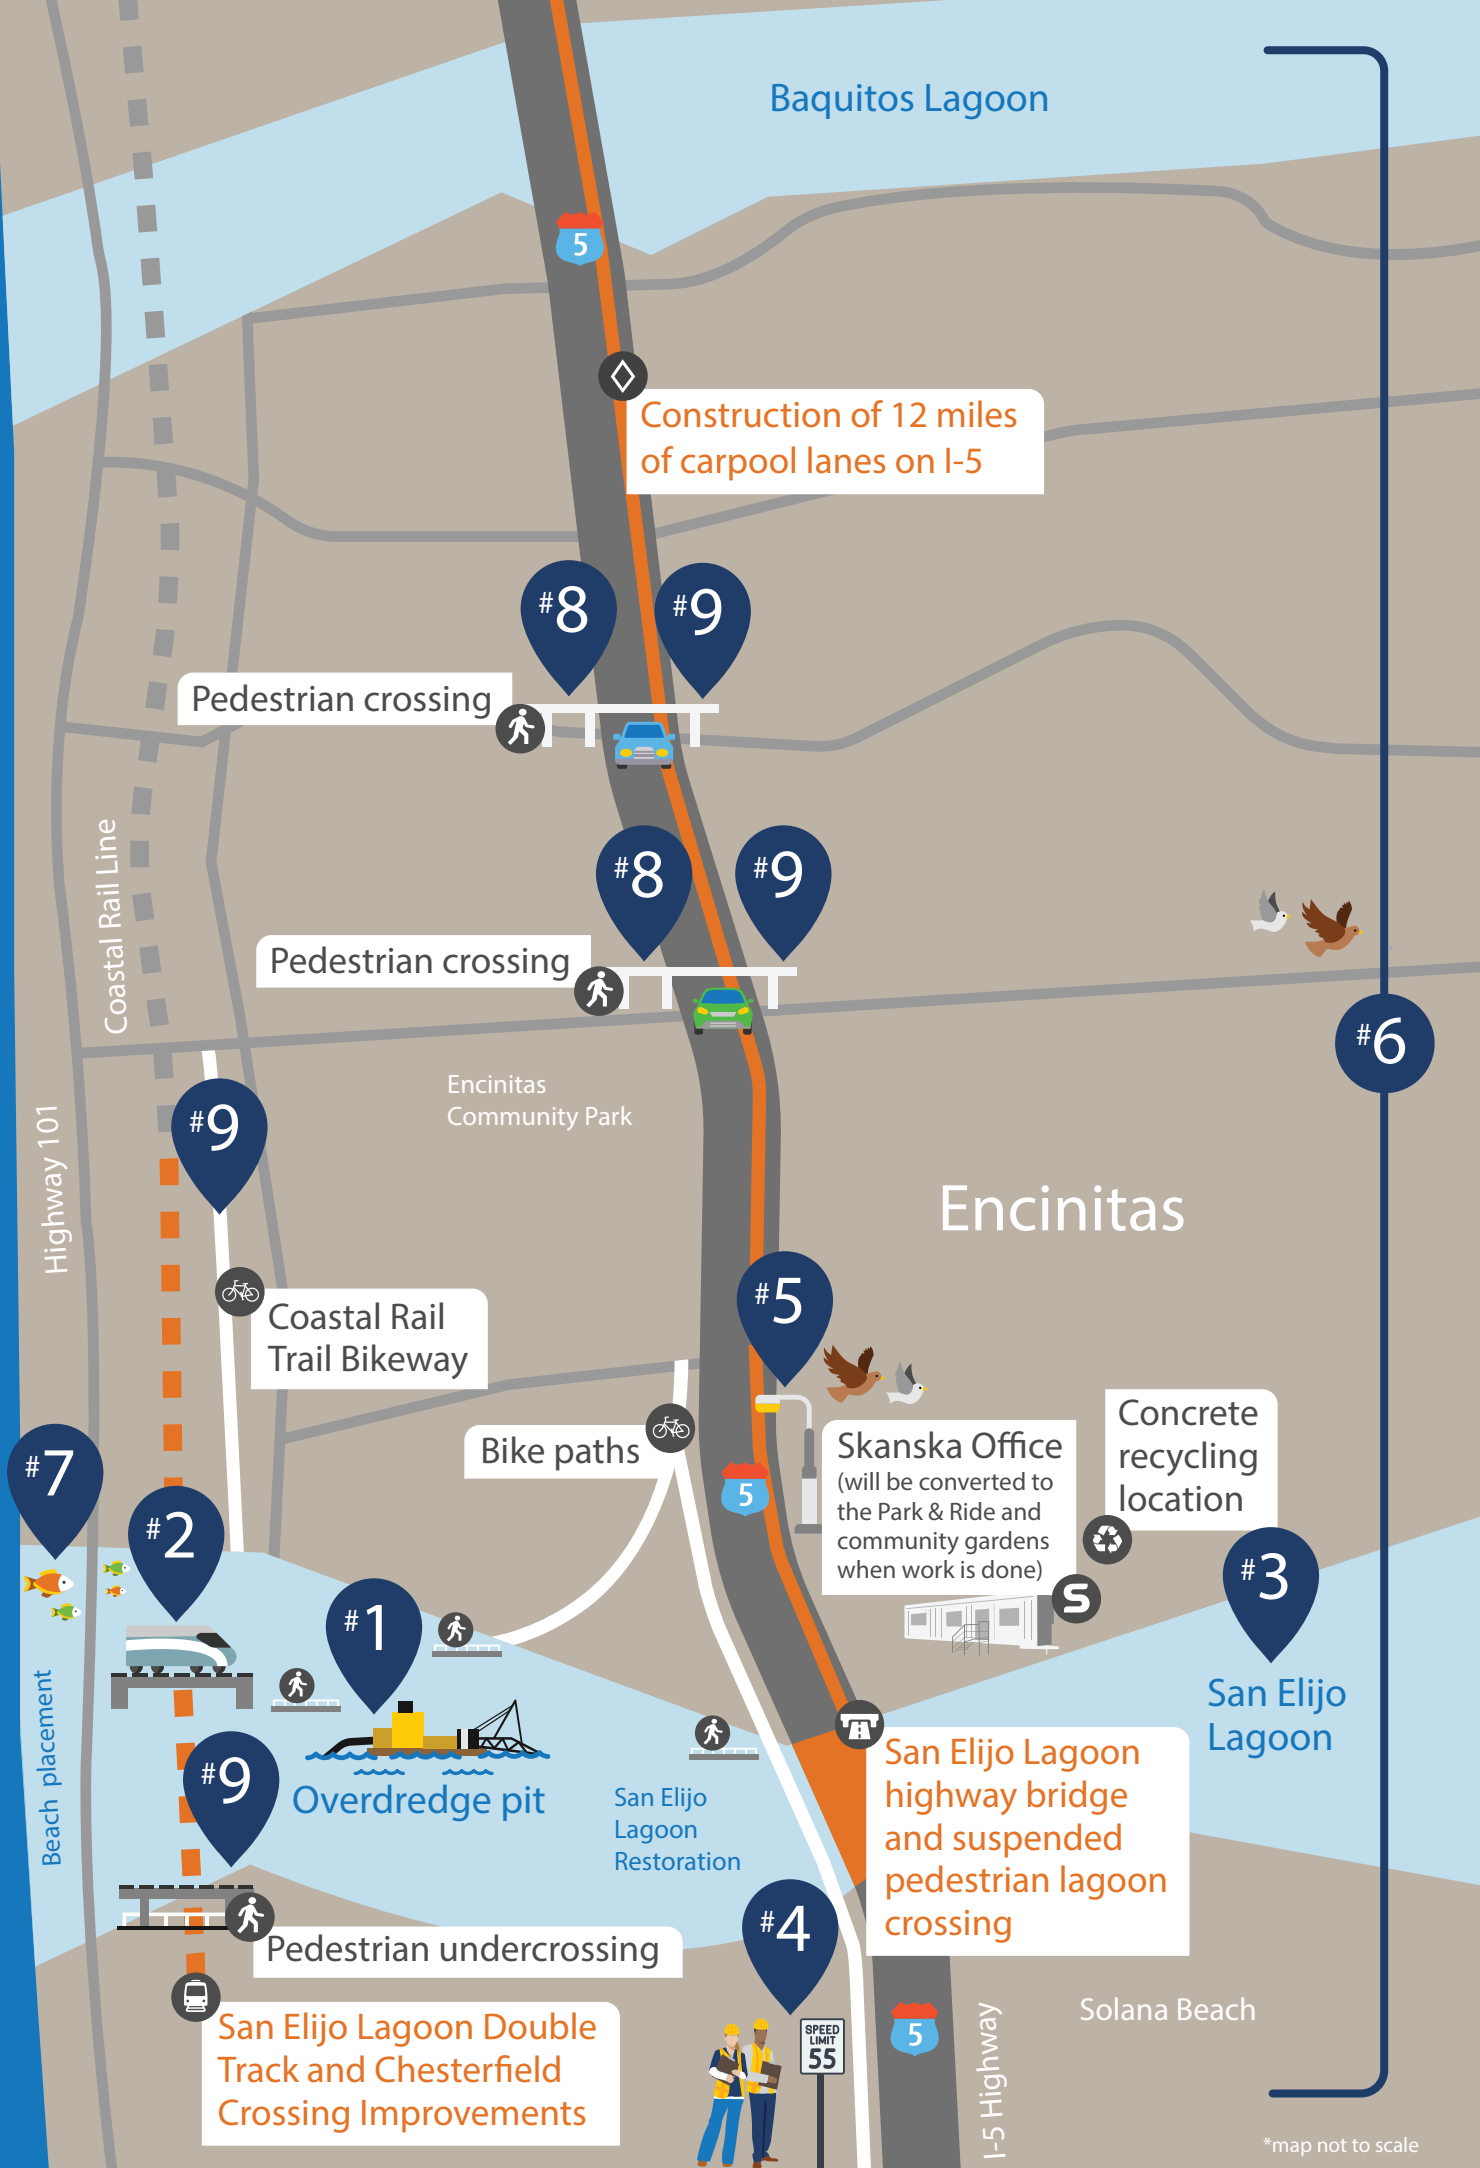 Baquitos Lagoon
5
Construction of 12 miles
of carpool lanes on I-5
#8
#9
Pedestrian crossing
Coastal Rail Line
#8
#9
Pedestrian crossing
#6
Encinitas
Community Park
#9
Highway 101
Encinitas
#5
Coastal Rail
Trail Bikeway
Bike paths
5
Skanska Office
(will be converted to
the Park & Ride and
community gardens
when work is done)
Concrete
recycling
location
S
#7
#2
#1
#3
San Elijo
Lagoon
Beach placement
#9
Overdredge pit
San Elijo
Lagoon
Restoration
San Elijo Lagoon
highway bridge
and suspended
pedestrian lagoon
crossing
#4
Pedestrian undercrossing
San Elijo Lagoon Double
Track and Chesterfield
Crossing Improvements
SPEED
LIMIT
55
5
I-5 Highway
Solana Beach
*map not to scale